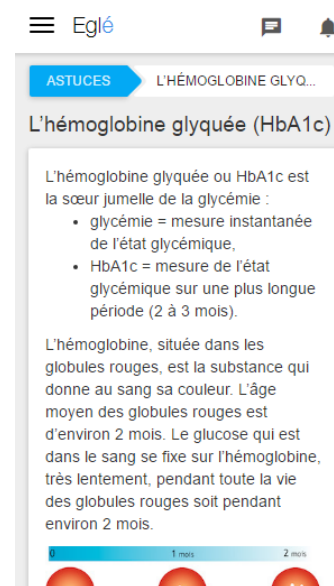 Eglé
ASTUCES L'HÉMOGLOBINE GLYQ...
L'hémoglobine glyquée (HbA1c)
L'hémoglobine glyquée ou HbA1c est
la sœur jumelle de la glycémie :
• glycémie = mesure instantanée
de l'état glycémique,
• HbA1c = mesure de l'état
glycémique sur une plus longue
période (2 à 3 mois).
L'hémoglobine, située dans les
globules rouges, est la substance qui
donne au sang sa couleur. L'âge
moyen des globules rouges est
d'environ 2 mois. Le glucose qui est
dans le sang se fixe sur l'hémoglobine,
très lentement, pendant toute la vie
des globules rouges soit pendant
environ 2 mois.
0 1 mois 2 mois